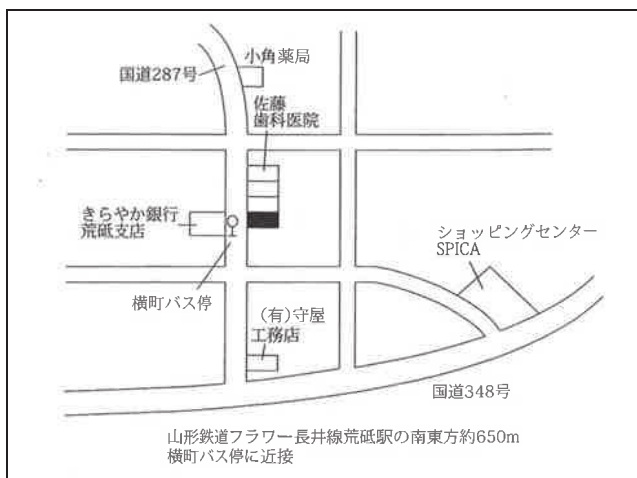 小角薬局
国道287号
佐藤
歯科医院
きらやか銀行
荒砥支店
ショッピングセンター
SPICA
横町バス停
(有)守屋
工務店
国道348号
山形鉄道フラワー長井線荒砥駅の南東方約650m
横町バス停に近接